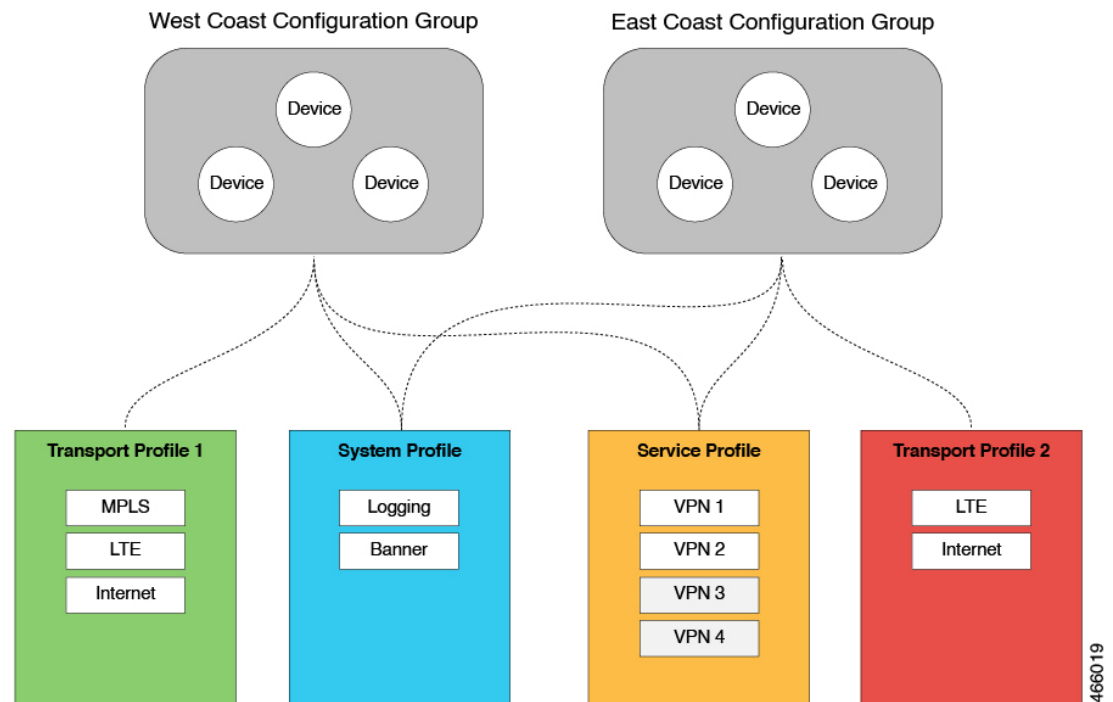 West Coast Configuration Group
East Coast Configuration Group
Device
Device
Device
Device
Device
Device
Transport Profile 1
MPLS
LTE
Internet
System Profile
Logging
Banner
Service Profile
VPN 1
VPN 2
VPN 3
VPN 4
Transport Profile 2
LTE
Internet
466019